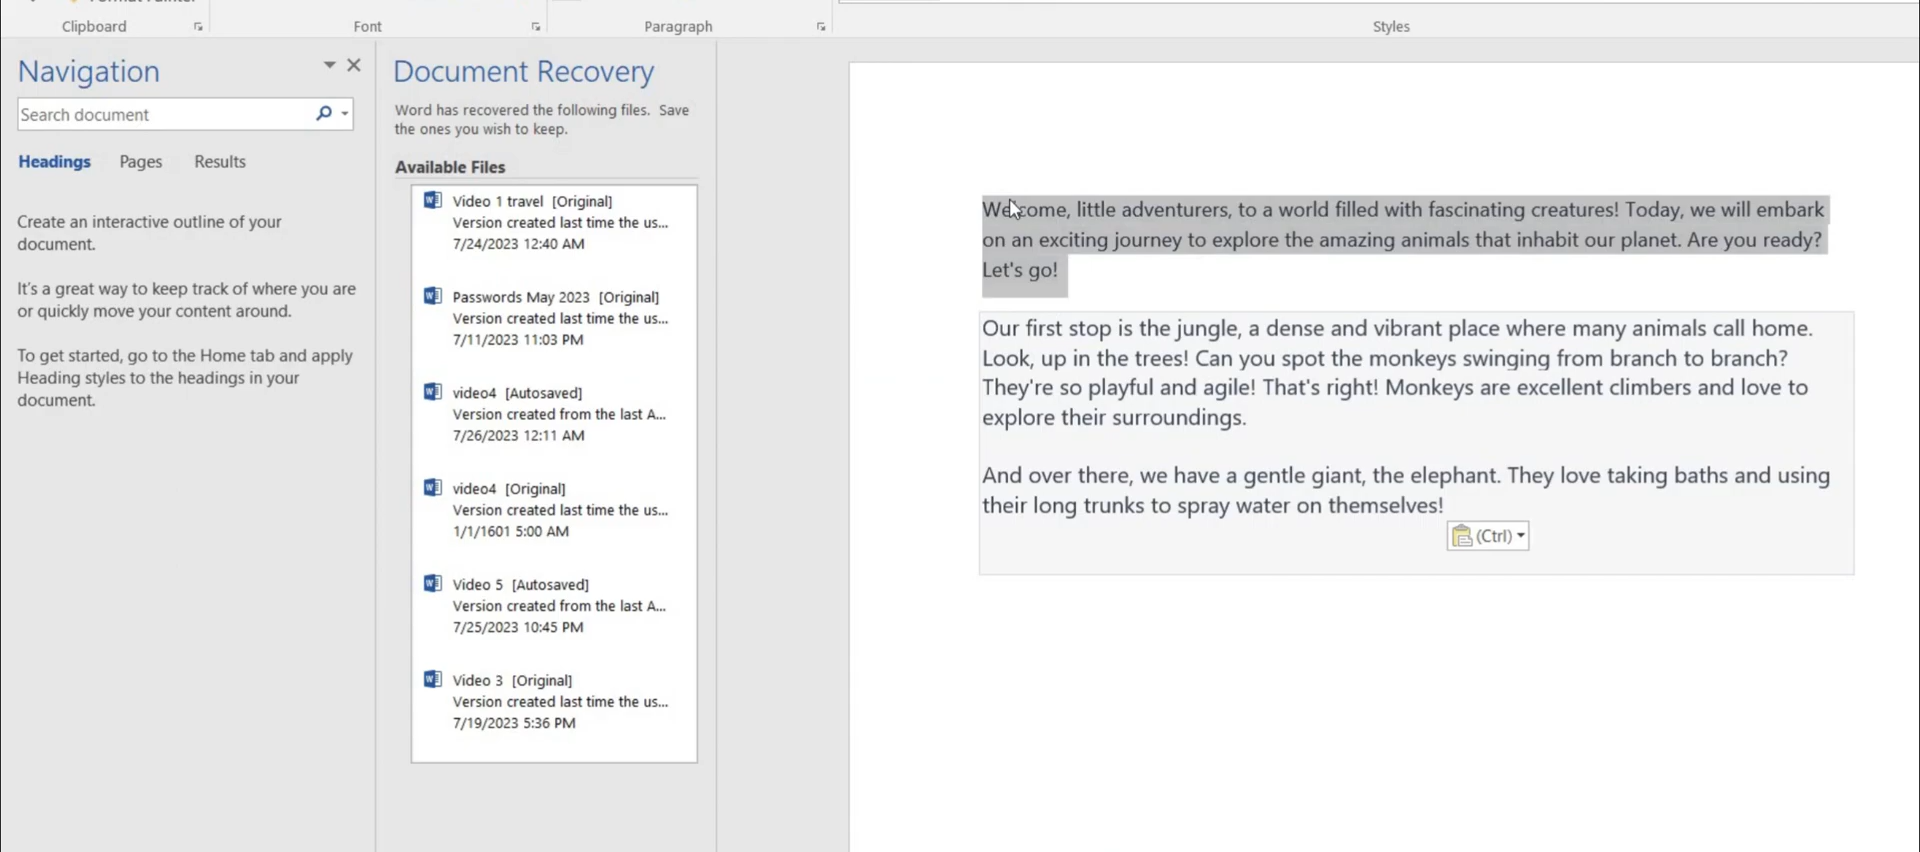 Format Painter
Clipboard
Font
Paragraph
Styles
Navigation
Search document
Headings Pages Results
Create an interactive outline of your
document.
It's a great way to keep track of where you are
or quickly move your content around.
To get started, go to the Home tab and apply
Heading styles to the headings in your
document.
Document Recovery
Word has recovered the following files. Save
the ones you wish to keep.
Available Files
Video 1 travel [Original]
Version created last time the us...
7/24/2023 12:40 AM
Passwords May 2023 [Original]
Version created last time the us...
7/11/2023 11:03 PM
video4 [Autosaved]
Version created from the last A...
7/26/2023 12:11 AM
video4 [Original]
Version created last time the us...
1/1/1601 5:00 AM
Video 5 [Autosaved]
Version created from the last A...
7/25/2023 10:45 PM
Video 3 [Original]
Version created last time the us...
7/19/2023 5:36 PM
Welcome, little adventurers, to a world filled with fascinating creatures! Today, we will embark
on an exciting journey to explore the amazing animals that inhabit our planet. Are you ready?
Let's go!
Our first stop is the jungle, a dense and vibrant place where many animals call home.
Look, up in the trees! Can you spot the monkeys swinging from branch to branch?
They're so playful and agile! That's right! Monkeys are excellent climbers and love to
explore their surroundings.
And over there, we have a gentle giant, the elephant. They love taking baths and using
their long trunks to spray water on themselves!
(Ctrl)